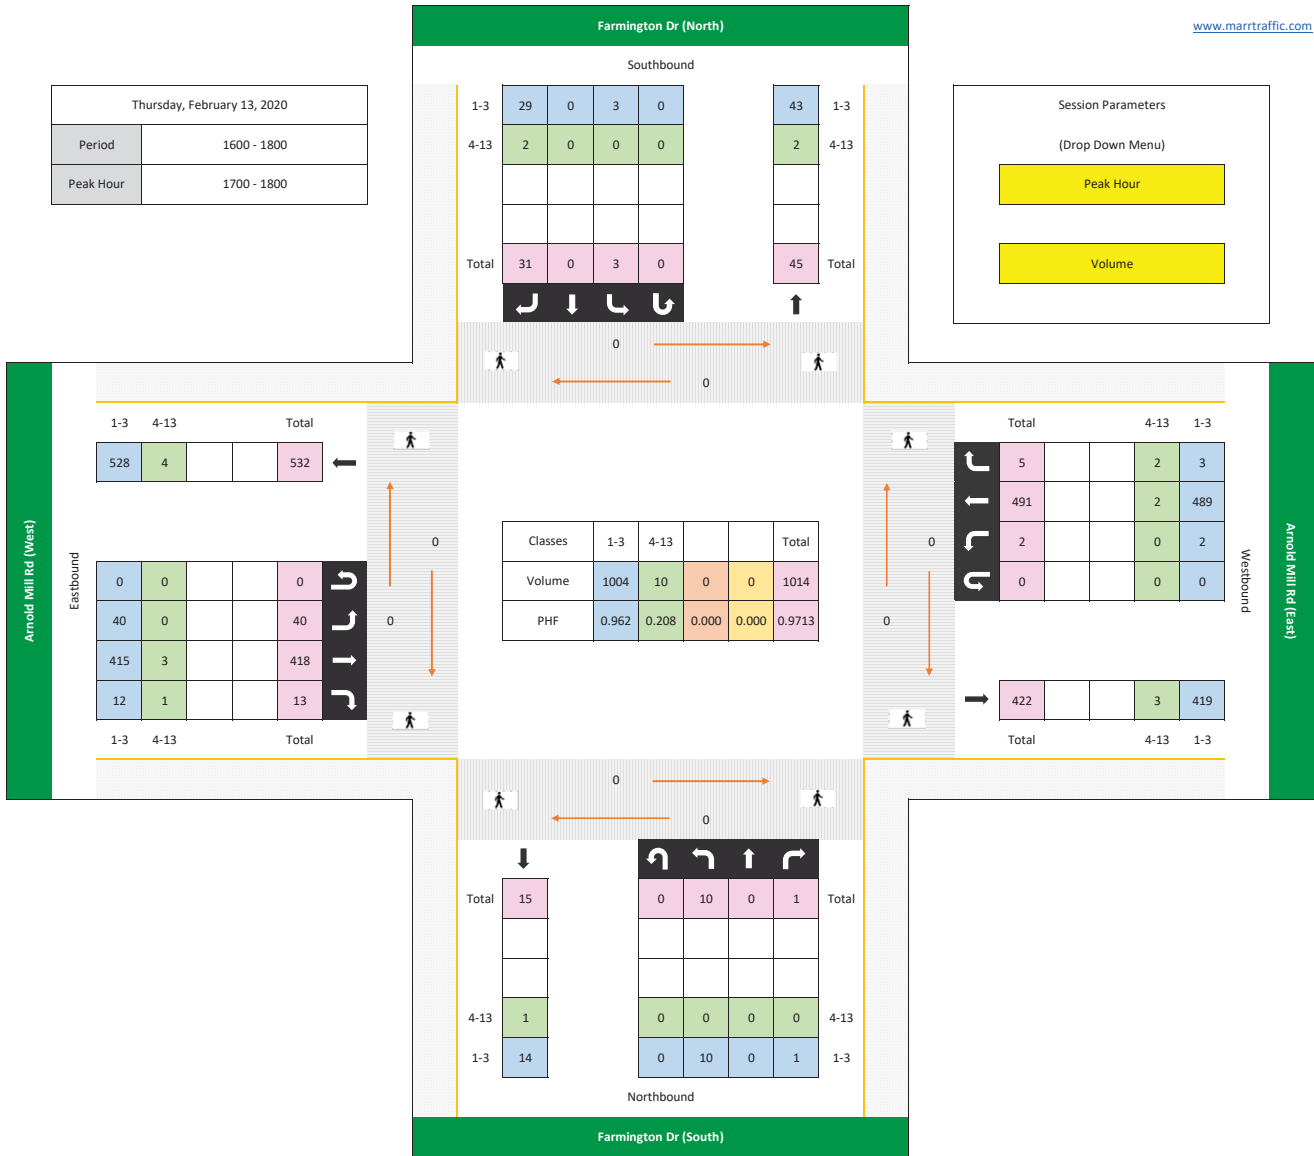 Farmington Dr (North)
www.marrtraffic.com
Southbound
Thursday, February 13, 2020
Period 1600 - 1800
Peak Hour 1700 - 1800
1-3 29 0 3 0 43 1-3
4-13 2 0 0 0 2 4-13
Total 31 0 3 0 45 Total
Session Parameters
(Drop Down Menu)
Peak Hour
Volume
0
0
Arnold Mill Rd (West)
Eastbound
1-3 4-13 Total
528 4 532
0 0 0
40 0 40
415 3 418
12 1 13
1-3 4-13 Total
0
0
Classes 1-3 4-13 Total
Volume 1004 10 0 0 1014
PHF 0.962 0.208 0.000 0.000 0.9713
0
0
Total 4-13 1-3
5 2 3
491 2 489
2 0 2
0 0 0
422 3 419
Total 4-13 1-3
Westbound
Arnold Mill Rd (East)
0
0
Total 15 0 10 0 1 Total
4-13 1 0 0 0 0 4-13
1-3 14 0 10 0 1 1-3
Northbound
Farmington Dr (South)